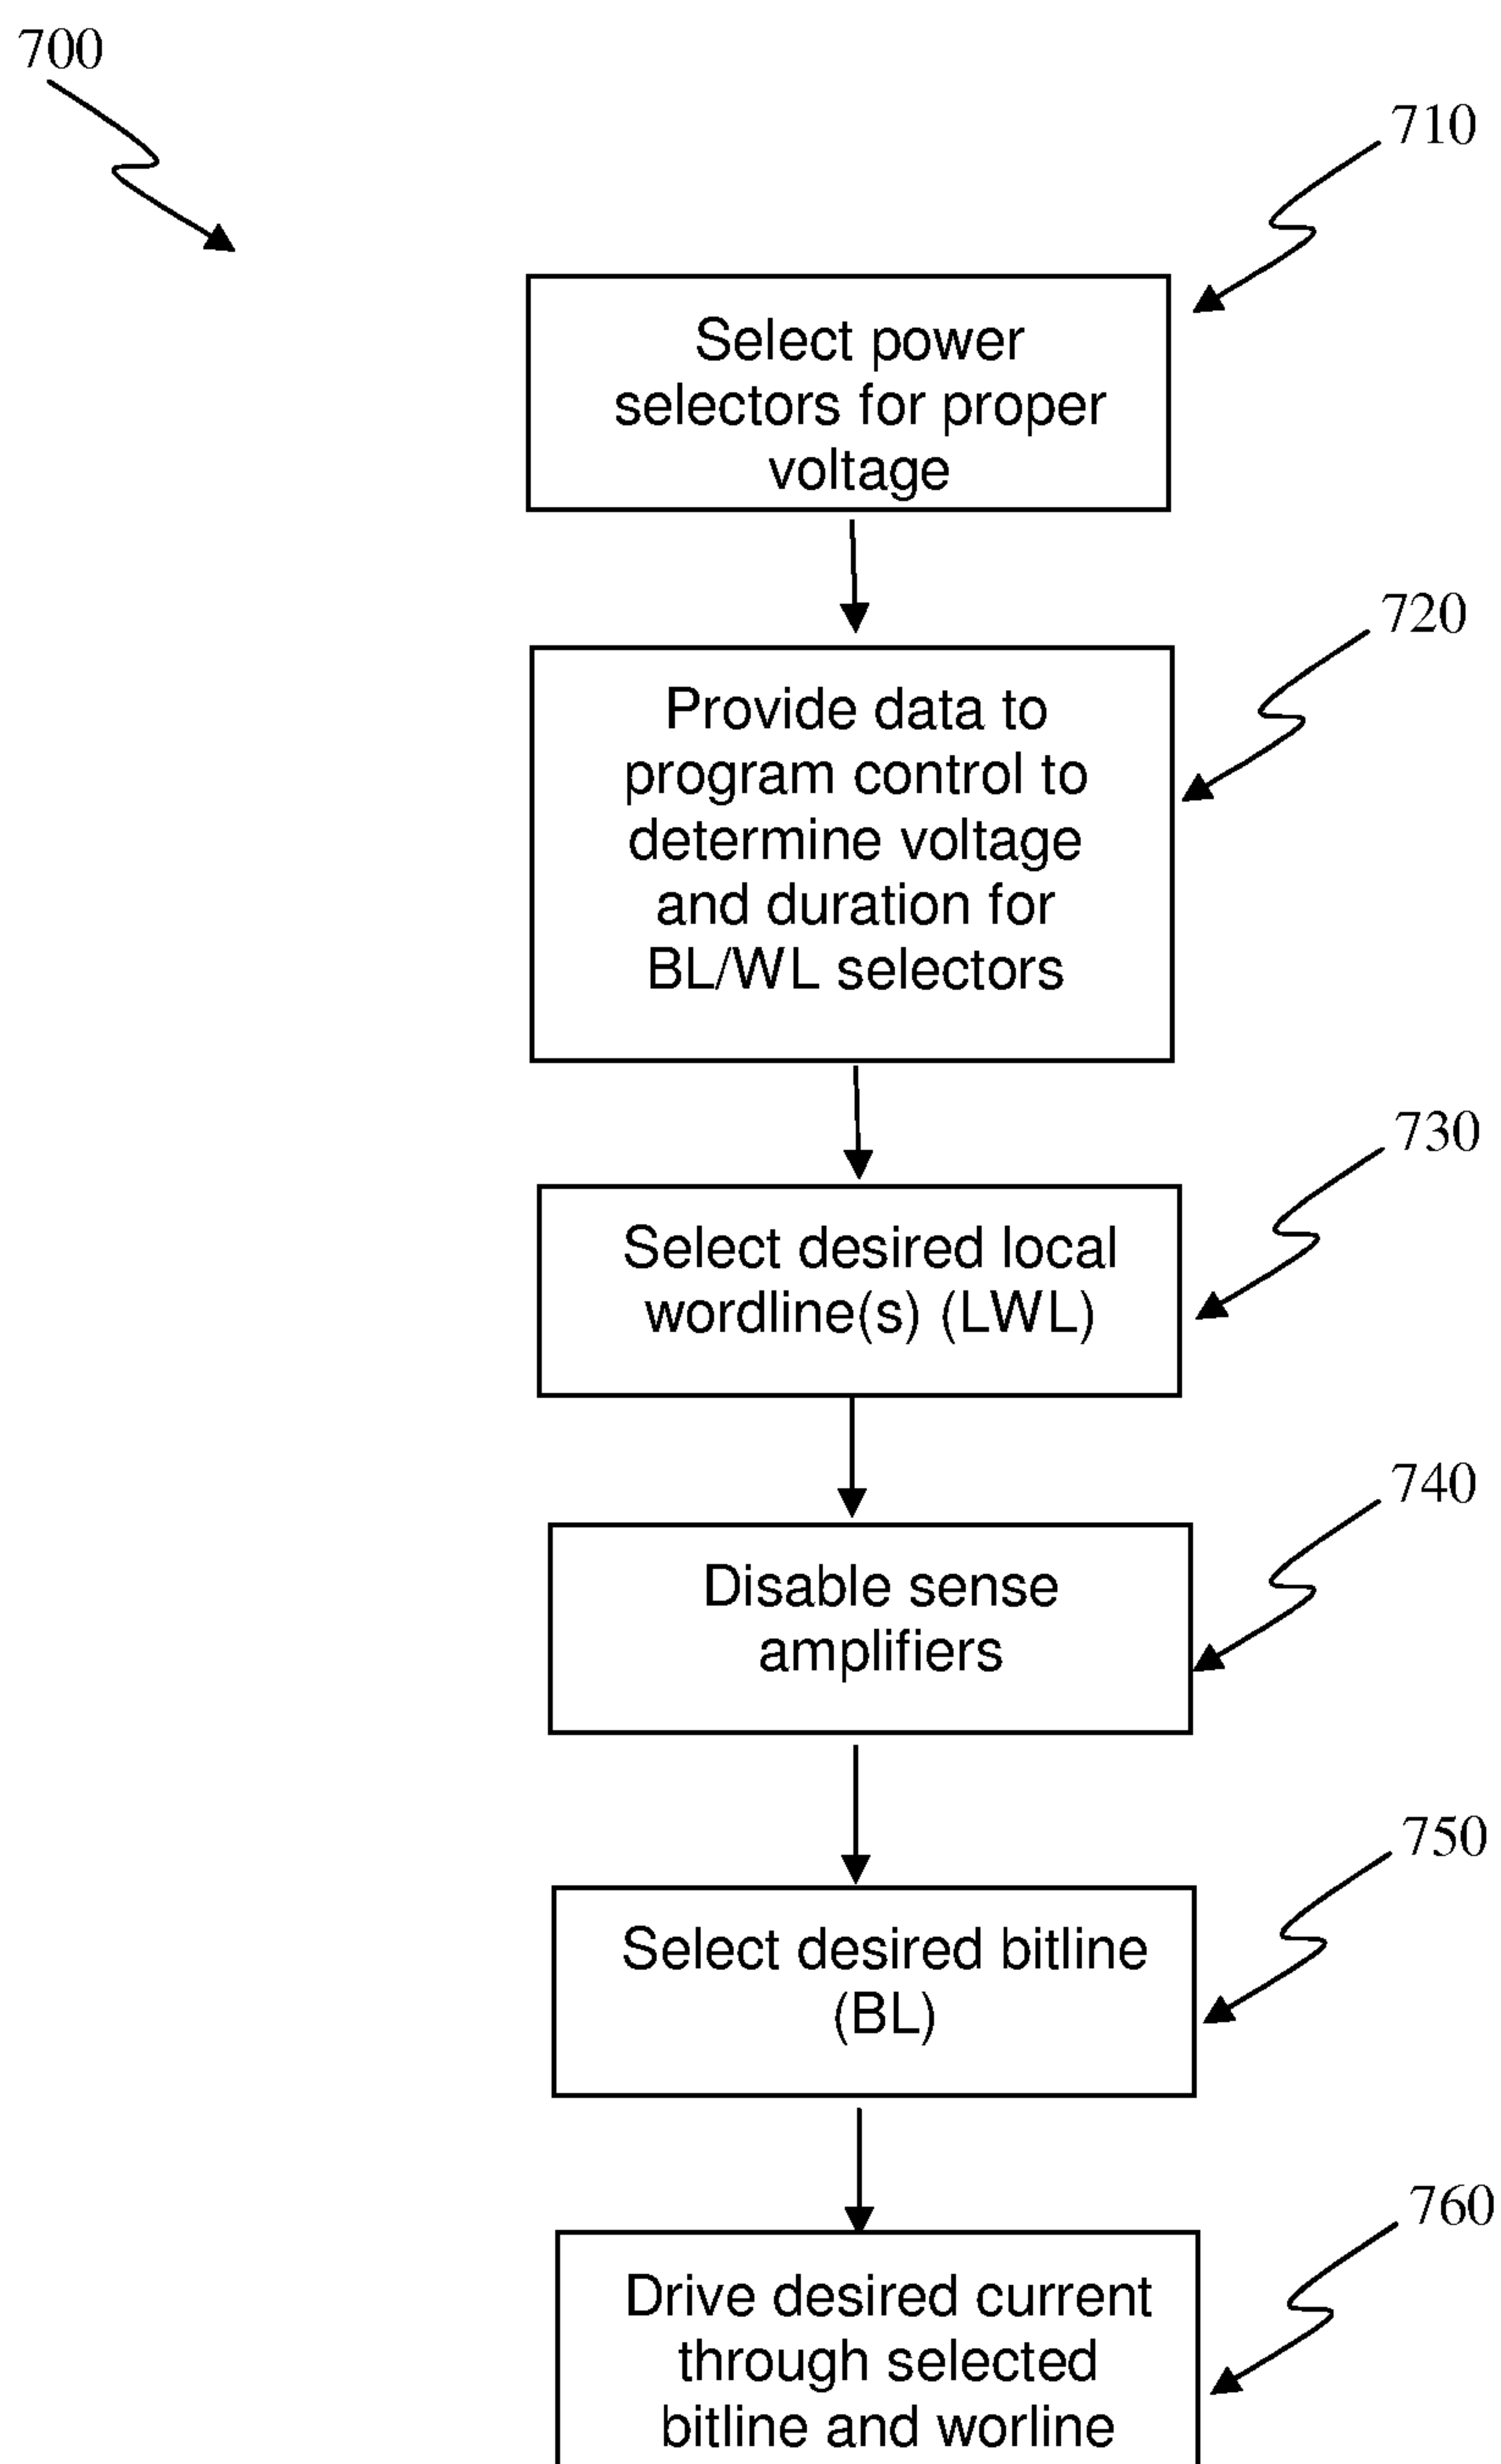 700
710
Select power
selectors for proper
voltage
720
Provide data to
program control to
determine voltage
and duration for
BL/WL selectors
730
Select desired local
wordline(s) (LWL)
740
Disable sense
amplifiers
750
Select desired bitline
(BL)
760
Drive desired current
through selected
bitline and worline